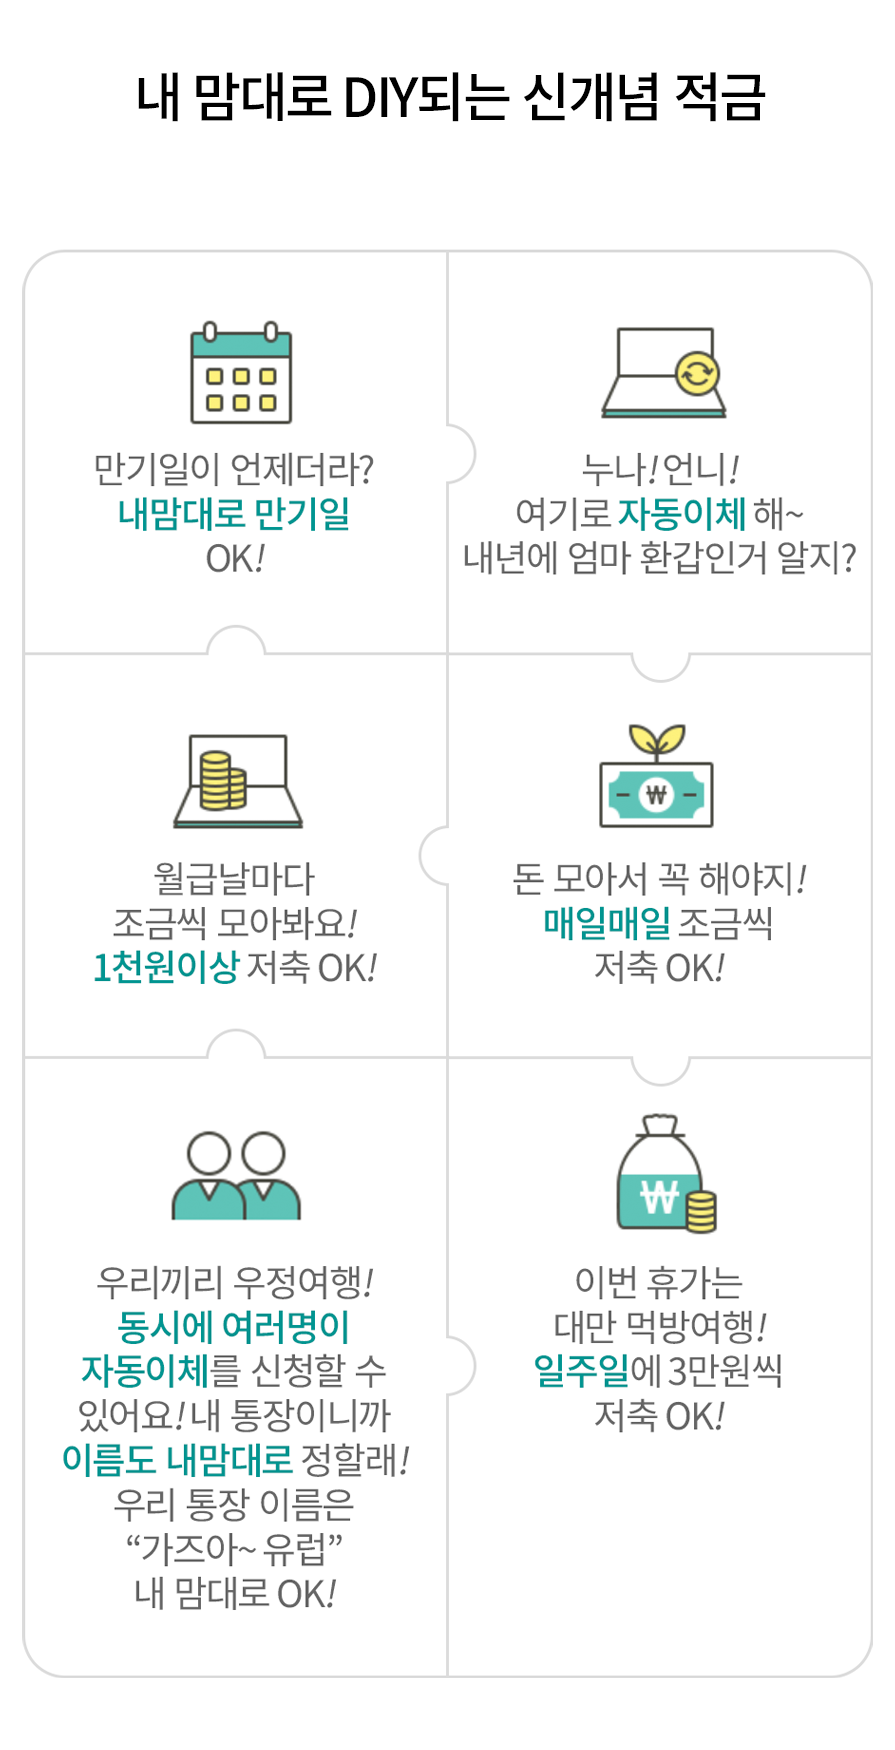 내 맘대로 DIY되는 신개념 적금
만기일이 언제더라?
내맘대로 만기일
OK!
누나! 언니!
여기로 자동이체 해~
내년에 엄마 환갑인거 알지?
월급날마다
조금씩 모아봐요!
1천원이상 저축 OK!
돈 모아서 꼭 해야지!
매일매일 조금씩
저축 OK!
우리끼리 우정여행!
동시에 여러명이
자동이체를 신청할 수
있어요! 내 통장이니까
이름도 내맘대로 정할래!
우리 통장 이름은
“가즈아~ 유럽”
내 맘대로 OK!
이번 휴가는
대만 먹방여행!
일주일에 3만원씩
저축 OK!